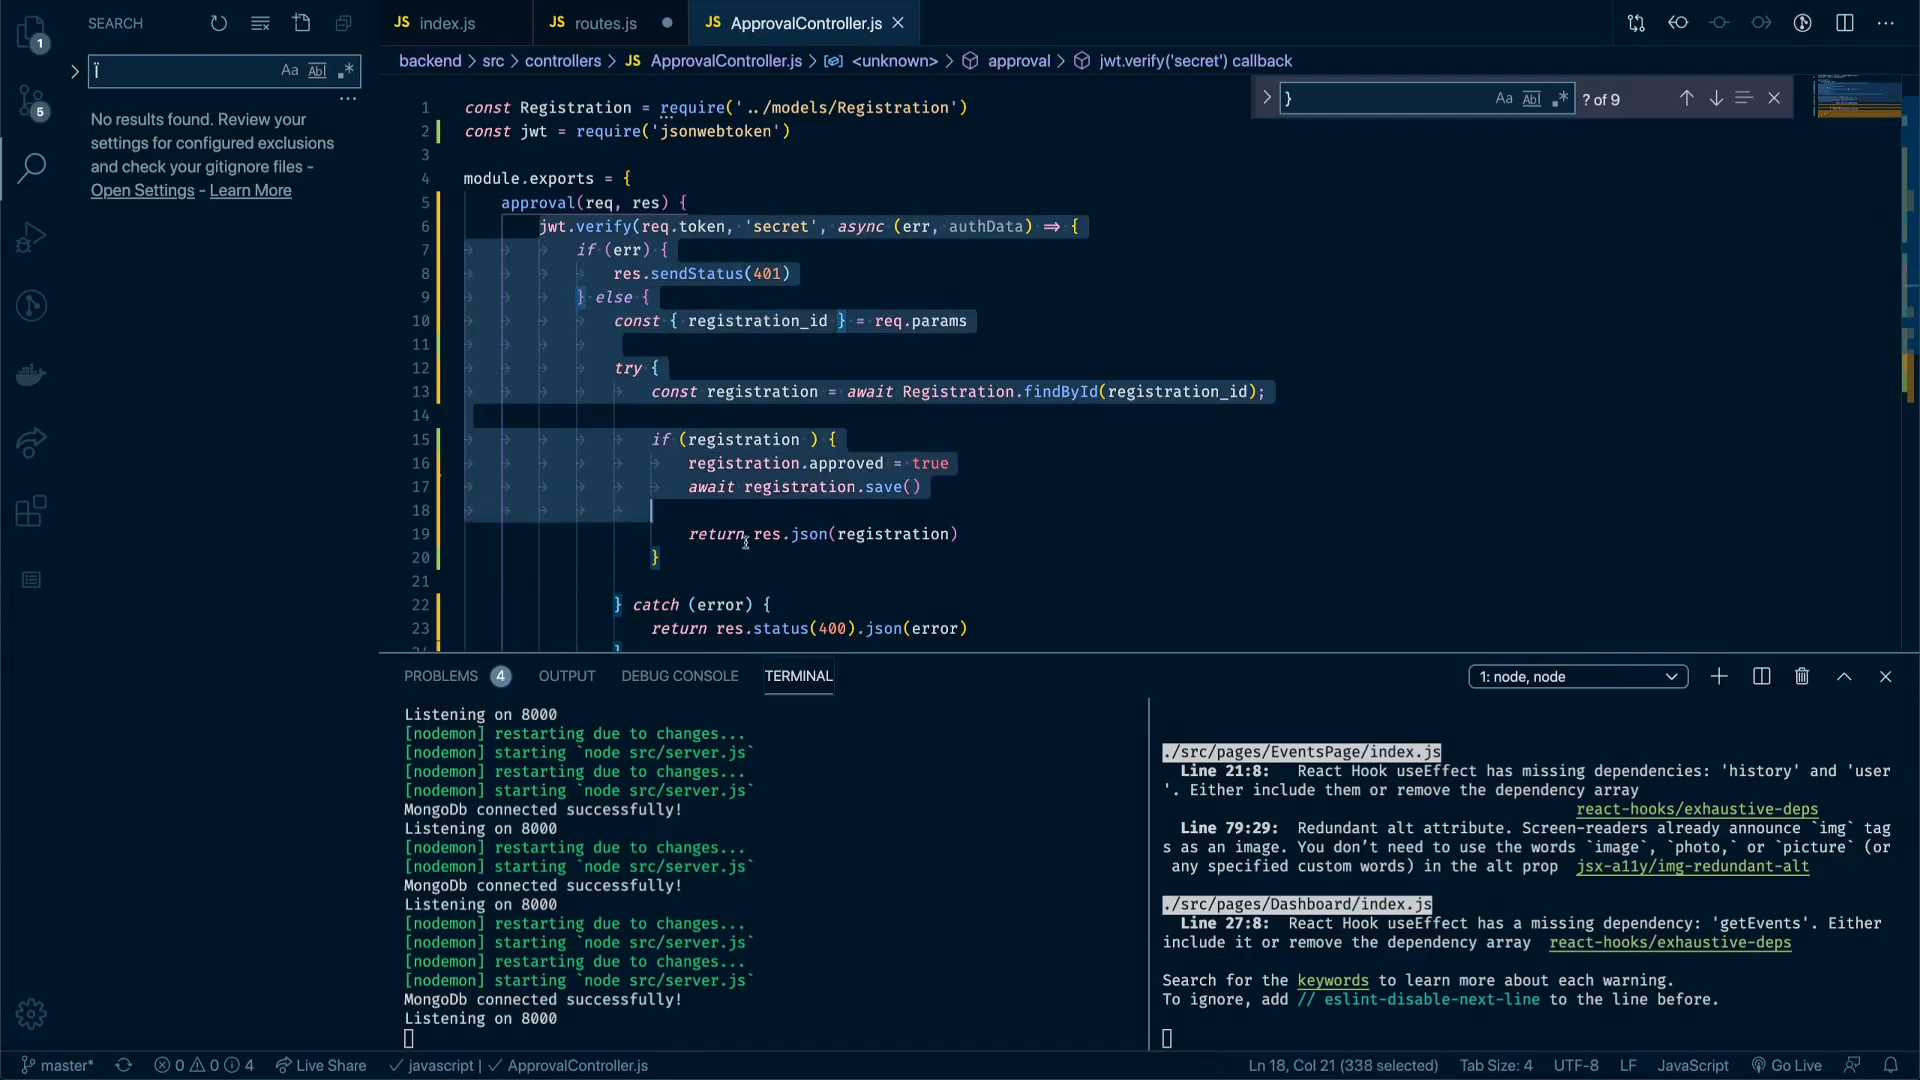 SEARCH
index.js
routes.js
ApprovalController.js
backend > src > controllers > JS ApprovalController.js > <unknown> > approval > jwt.verify('secret') callback
1
5
Ï
Aa Abl .*
...
No results found. Review your
settings for configured exclusions
and check your gitignore files -
Open Settings - Learn More
}
Aa Abl .*
? of 9
1 const Registration = require('../models/Registration')
2 const jwt = require('jsonwebtoken')
3
4 module.exports = {
5 approval(req, res) {
6 jwt.verify(req.token, 'secret', async (err, authData) => {
7 if (err) {
8 res.sendStatus(401)
9 } else {
10 const { registration_id } = req.params
11
12 try {
13 const registration = await Registration.findById(registration_id);
14
15 if (registration ) {
16 registration.approved = true
17 await registration.save()
18
19 return res.json(registration)
20 }
21
22 } catch (error) {
23 return res.status(400).json(error)
PROBLEMS 4 OUTPUT DEBUG CONSOLE TERMINAL
1: node, node
Listening on 8000
[nodemon] restarting due to changes...
[nodemon] starting `node src/server.js`
[nodemon] restarting due to changes...
[nodemon] starting `node src/server.js`
MongoDb connected successfully!
Listening on 8000
[nodemon] restarting due to changes...
[nodemon] starting `node src/server.js`
MongoDb connected successfully!
Listening on 8000
[nodemon] restarting due to changes...
[nodemon] starting `node src/server.js`
[nodemon] restarting due to changes...
[nodemon] starting `node src/server.js`
MongoDb connected successfully!
Listening on 8000
./src/pages/EventsPage/index.js
Line 21:8: React Hook useEffect has missing dependencies: 'history' and 'user
'. Either include them or remove the dependency array
react-hooks/exhaustive-deps
Line 79:29: Redundant alt attribute. Screen-readers already announce `img` tag
s as an image. You don't need to use the words `image`, `photo,` or `picture` (or
any specified custom words) in the alt prop jsx-a11y/img-redundant-alt
./src/pages/Dashboard/index.js
Line 27:8: React Hook useEffect has a missing dependency: 'getEvents'. Either
include it or remove the dependency array react-hooks/exhaustive-deps
Search for the keywords to learn more about each warning.
To ignore, add // eslint-disable-next-line to the line before.
master* 0 0 4 Live Share javascript | ApprovalController.js
Ln 18, Col 21 (338 selected) Tab Size: 4 UTF-8 LF JavaScript Go Live